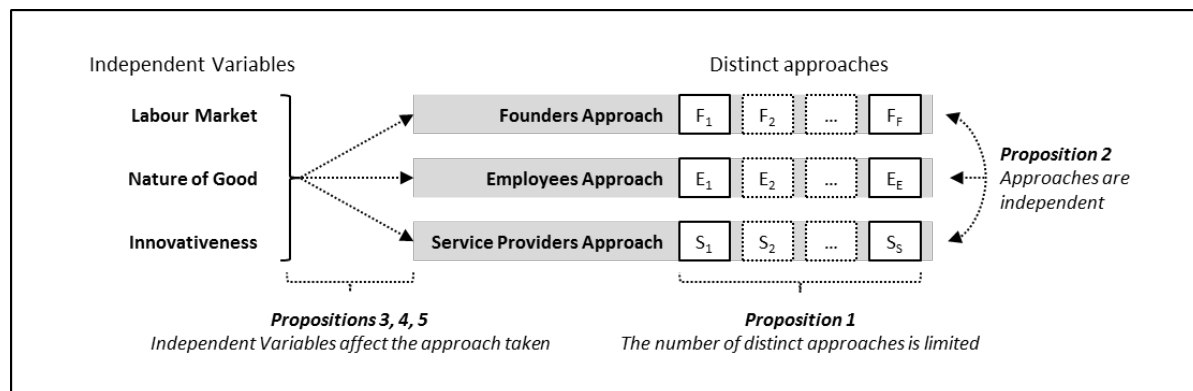 Independent Variables
Distinct approaches
Labour Market
Founders Approach F1 F2 ... FF
Nature of Good
Employees Approach E1 E2 ... EE
Innovativeness
Service Providers Approach S1 S2 ... SS
Proposition 2
Approaches are
independent
Propositions 3, 4, 5
Independent Variables affect the approach taken
Proposition 1
The number of distinct approaches is limited